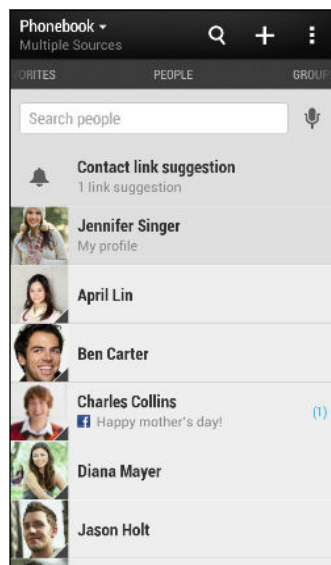 Phonebook
Multiple Sources
ORITES PEOPLE GROUP
Search people
Contact link suggestion
1 link suggestion
Jennifer Singer
My profile
April Lin
Ben Carter
Charles Collins
f Happy mother's day! (1)
Diana Mayer
Jason Holt